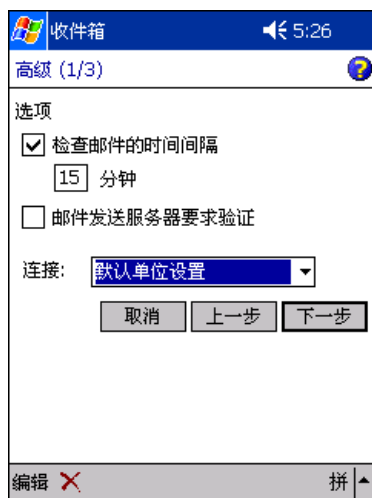 收件箱 5:26
高级 (1/3)
选项
检查邮件的时间间隔
15 分钟
邮件发送服务器要求验证
连接: 默认单位设置
取消 上一步 下一步
编辑 拼